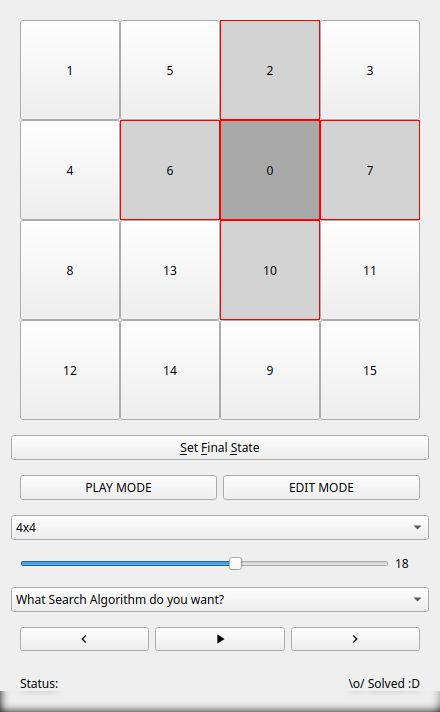 1 5 2 3
4 6 0 7
8 13 10 11
12 14 9 15
Set Final State
PLAY MODE EDIT MODE
4x4
18
What Search Algorithm do you want?
Status: \o/ Solved :D